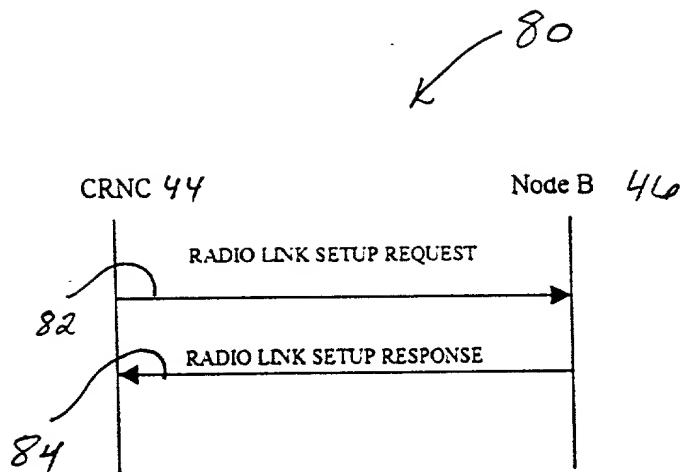 80
CRNC 44 Node B 46
RADIO LINK SETUP REQUEST
82
RADIO LINK SETUP RESPONSE
84